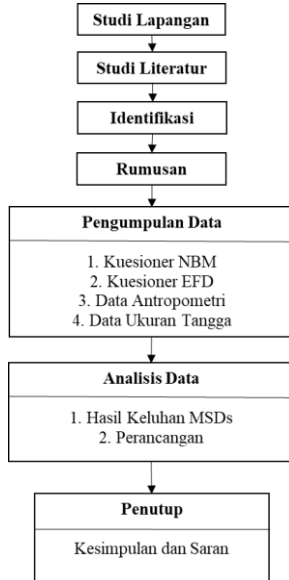 Studi Lapangan
Studi Literatur
Identifikasi
Rumusan
Pengumpulan Data
1. Kuesioner NBM
2. Kuesioner EFD
3. Data Antropometri
4. Data Ukuran Tangga
Analisis Data
1. Hasil Keluhan MSDs
2. Perancangan
Penutup
Kesimpulan dan Saran